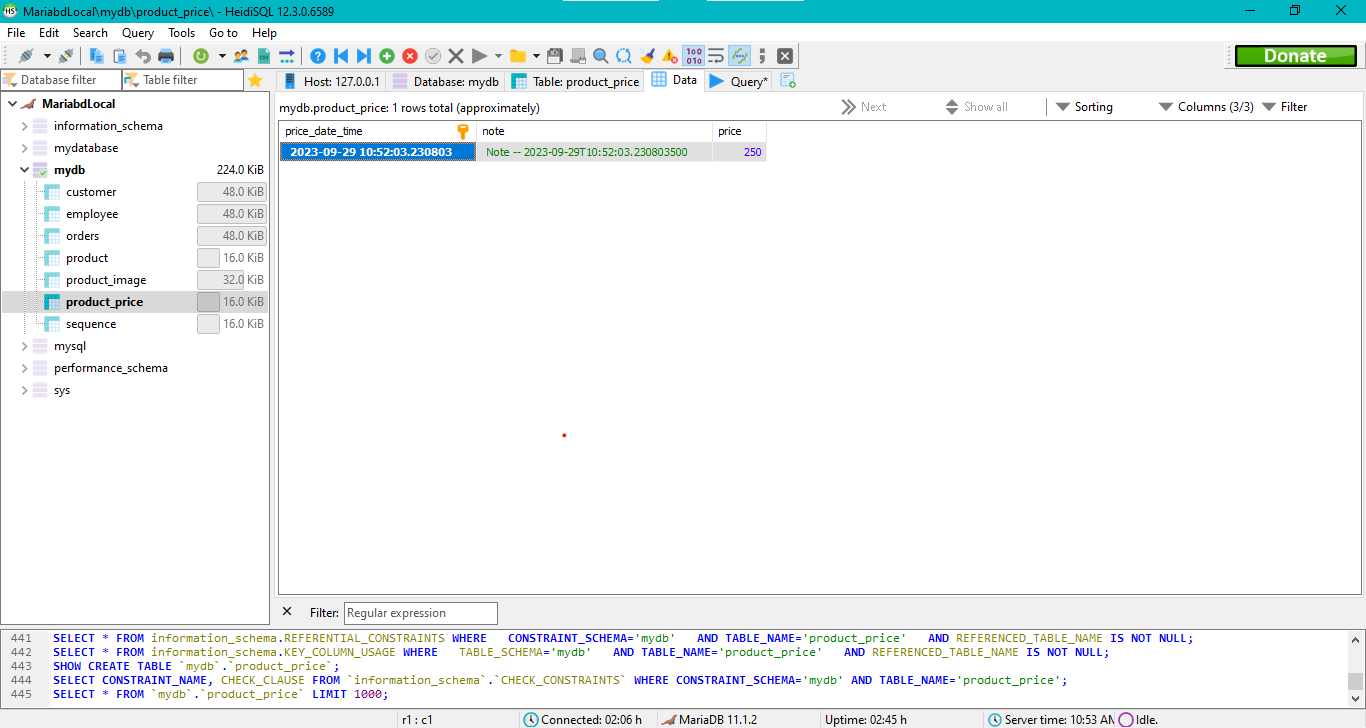 MariabdLocal\mydb\product_price\ - HeidiSQL 12.3.0.6589
File Edit Search Query Tools Go to Help
Donate
Database filter Table filter
Host: 127.0.0.1 Database: mydb Table: product_price Data Query*
MariabdLocal
information_schema
mydatabase
mydb 224.0 KiB
customer 48.0 KiB
employee 48.0 KiB
orders 48.0 KiB
product 16.0 KiB
product_image 32.0 KiB
product_price 16.0 KiB
sequence 16.0 KiB
mysql
performance_schema
sys
mydb.product_price: 1 rows total (approximately) Next Show all Sorting Columns (3/3) Filter
price_date_time note price
2023-09-29 10:52:03.230803 Note -- 2023-09-29T10:52:03.230803500 250
Filter: Regular expression
441 SELECT * FROM information_schema.REFERENTIAL_CONSTRAINTS WHERE CONSTRAINT_SCHEMA='mydb' AND TABLE_NAME='product_price' AND REFERENCED_TABLE_NAME IS NOT NULL;
442 SELECT * FROM information_schema.KEY_COLUMN_USAGE WHERE TABLE_SCHEMA='mydb' AND TABLE_NAME='product_price' AND REFERENCED_TABLE_NAME IS NOT NULL;
443 SHOW CREATE TABLE `mydb`.`product_price`;
444 SELECT CONSTRAINT_NAME, CHECK_CLAUSE FROM `information_schema`.`CHECK_CONSTRAINTS` WHERE CONSTRAINT_SCHEMA='mydb' AND TABLE_NAME='product_price';
445 SELECT * FROM `mydb`.`product_price` LIMIT 1000;
r1 : c1 Connected: 02:06 h MariaDB 11.1.2 Uptime: 02:45 h Server time: 10:53 AM Idle.